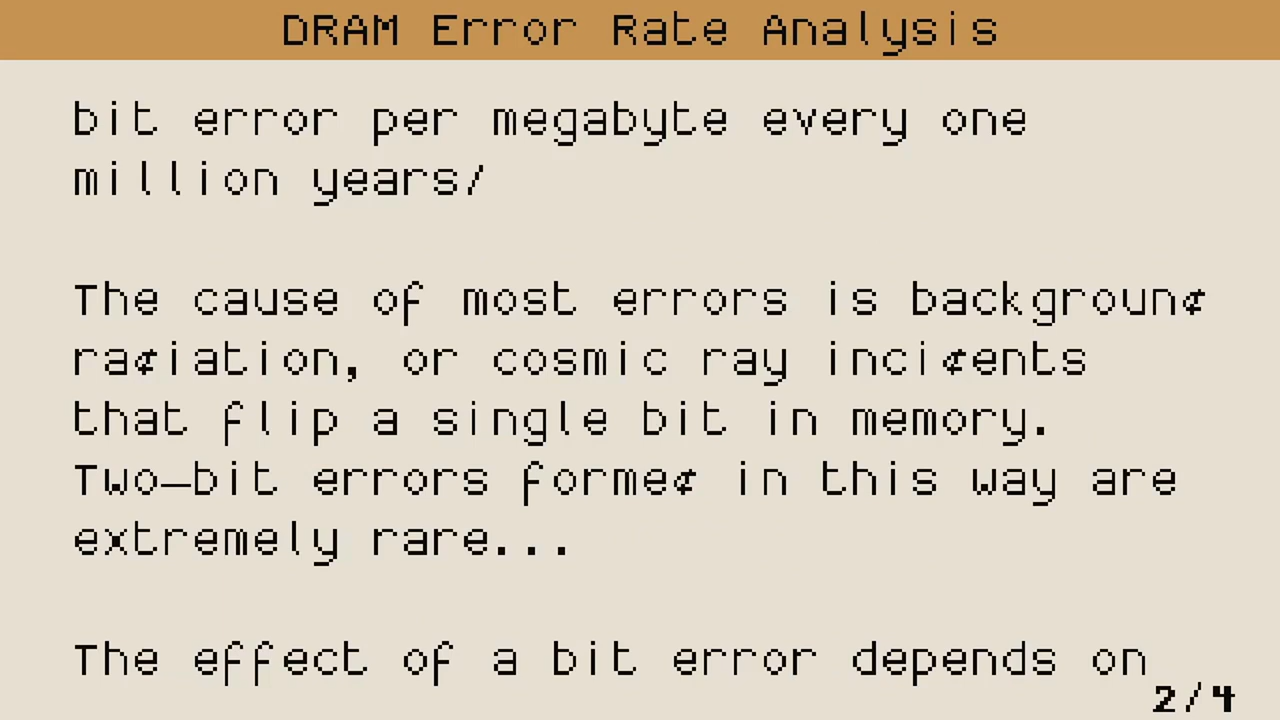 DRAM Error Rate Analysis
bit error per megabyte every one
million years/
The cause of most errors is backgroun¢
ra¢iation, or cosmic ray inci¢ents
that flip a single bit in memory.
Two—bit errors forme¢ in this way are
extremely rare...
The effect of a bit error depends on
2/4